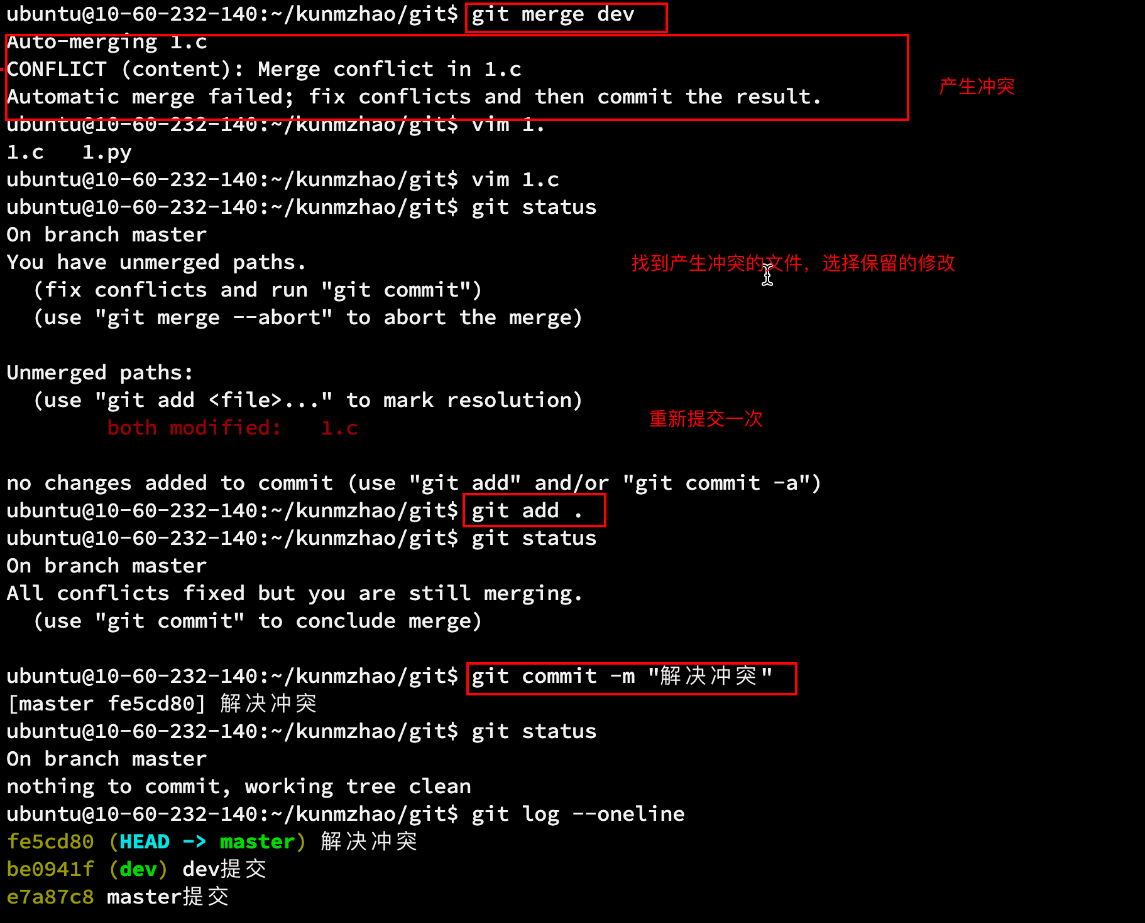 ubuntu@10-60-232-140:~/kunmzhao/git$ git merge dev
Auto-merging 1.c
CONFLICT (content): Merge conflict in 1.c
产生冲突
Automatic merge failed; fix conflicts and then commit the result.
ubuntu@10-60-232-140:~/kunmzhao/git$ vim 1.
1.c   1.py
ubuntu@10-60-232-140:~/kunmzhao/git$ vim 1.c
ubuntu@10-60-232-140:~/kunmzhao/git$ git status
On branch master
You have unmerged paths.
找到产生冲突的文件，选择保留的修改
  (fix conflicts and run "git commit")
  (use "git merge --abort" to abort the merge)
Unmerged paths:
  (use "git add <file>..." to mark resolution)
重新提交一次
        both modified:   1.c
no changes added to commit (use "git add" and/or "git commit -a")
ubuntu@10-60-232-140:~/kunmzhao/git$ git add .
ubuntu@10-60-232-140:~/kunmzhao/git$ git status
On branch master
All conflicts fixed but you are still merging.
  (use "git commit" to conclude merge)
ubuntu@10-60-232-140:~/kunmzhao/git$ git commit -m "解决冲突"
[master fe5cd80] 解决冲突
ubuntu@10-60-232-140:~/kunmzhao/git$ git status
On branch master
nothing to commit, working tree clean
ubuntu@10-60-232-140:~/kunmzhao/git$ git log --oneline
fe5cd80 (HEAD -> master) 解决冲突
be0941f (dev) dev提交
e7a87c8 master提交